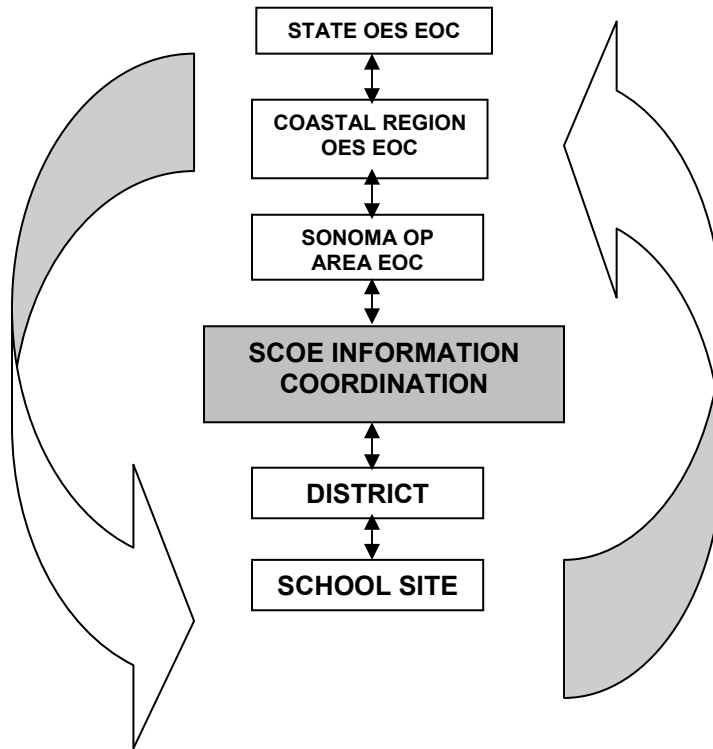 STATE OES EOC
COASTAL REGION
OES EOC
SONOMA OP
AREA EOC
SCOE INFORMATION
COORDINATION
DISTRICT
SCHOOL SITE